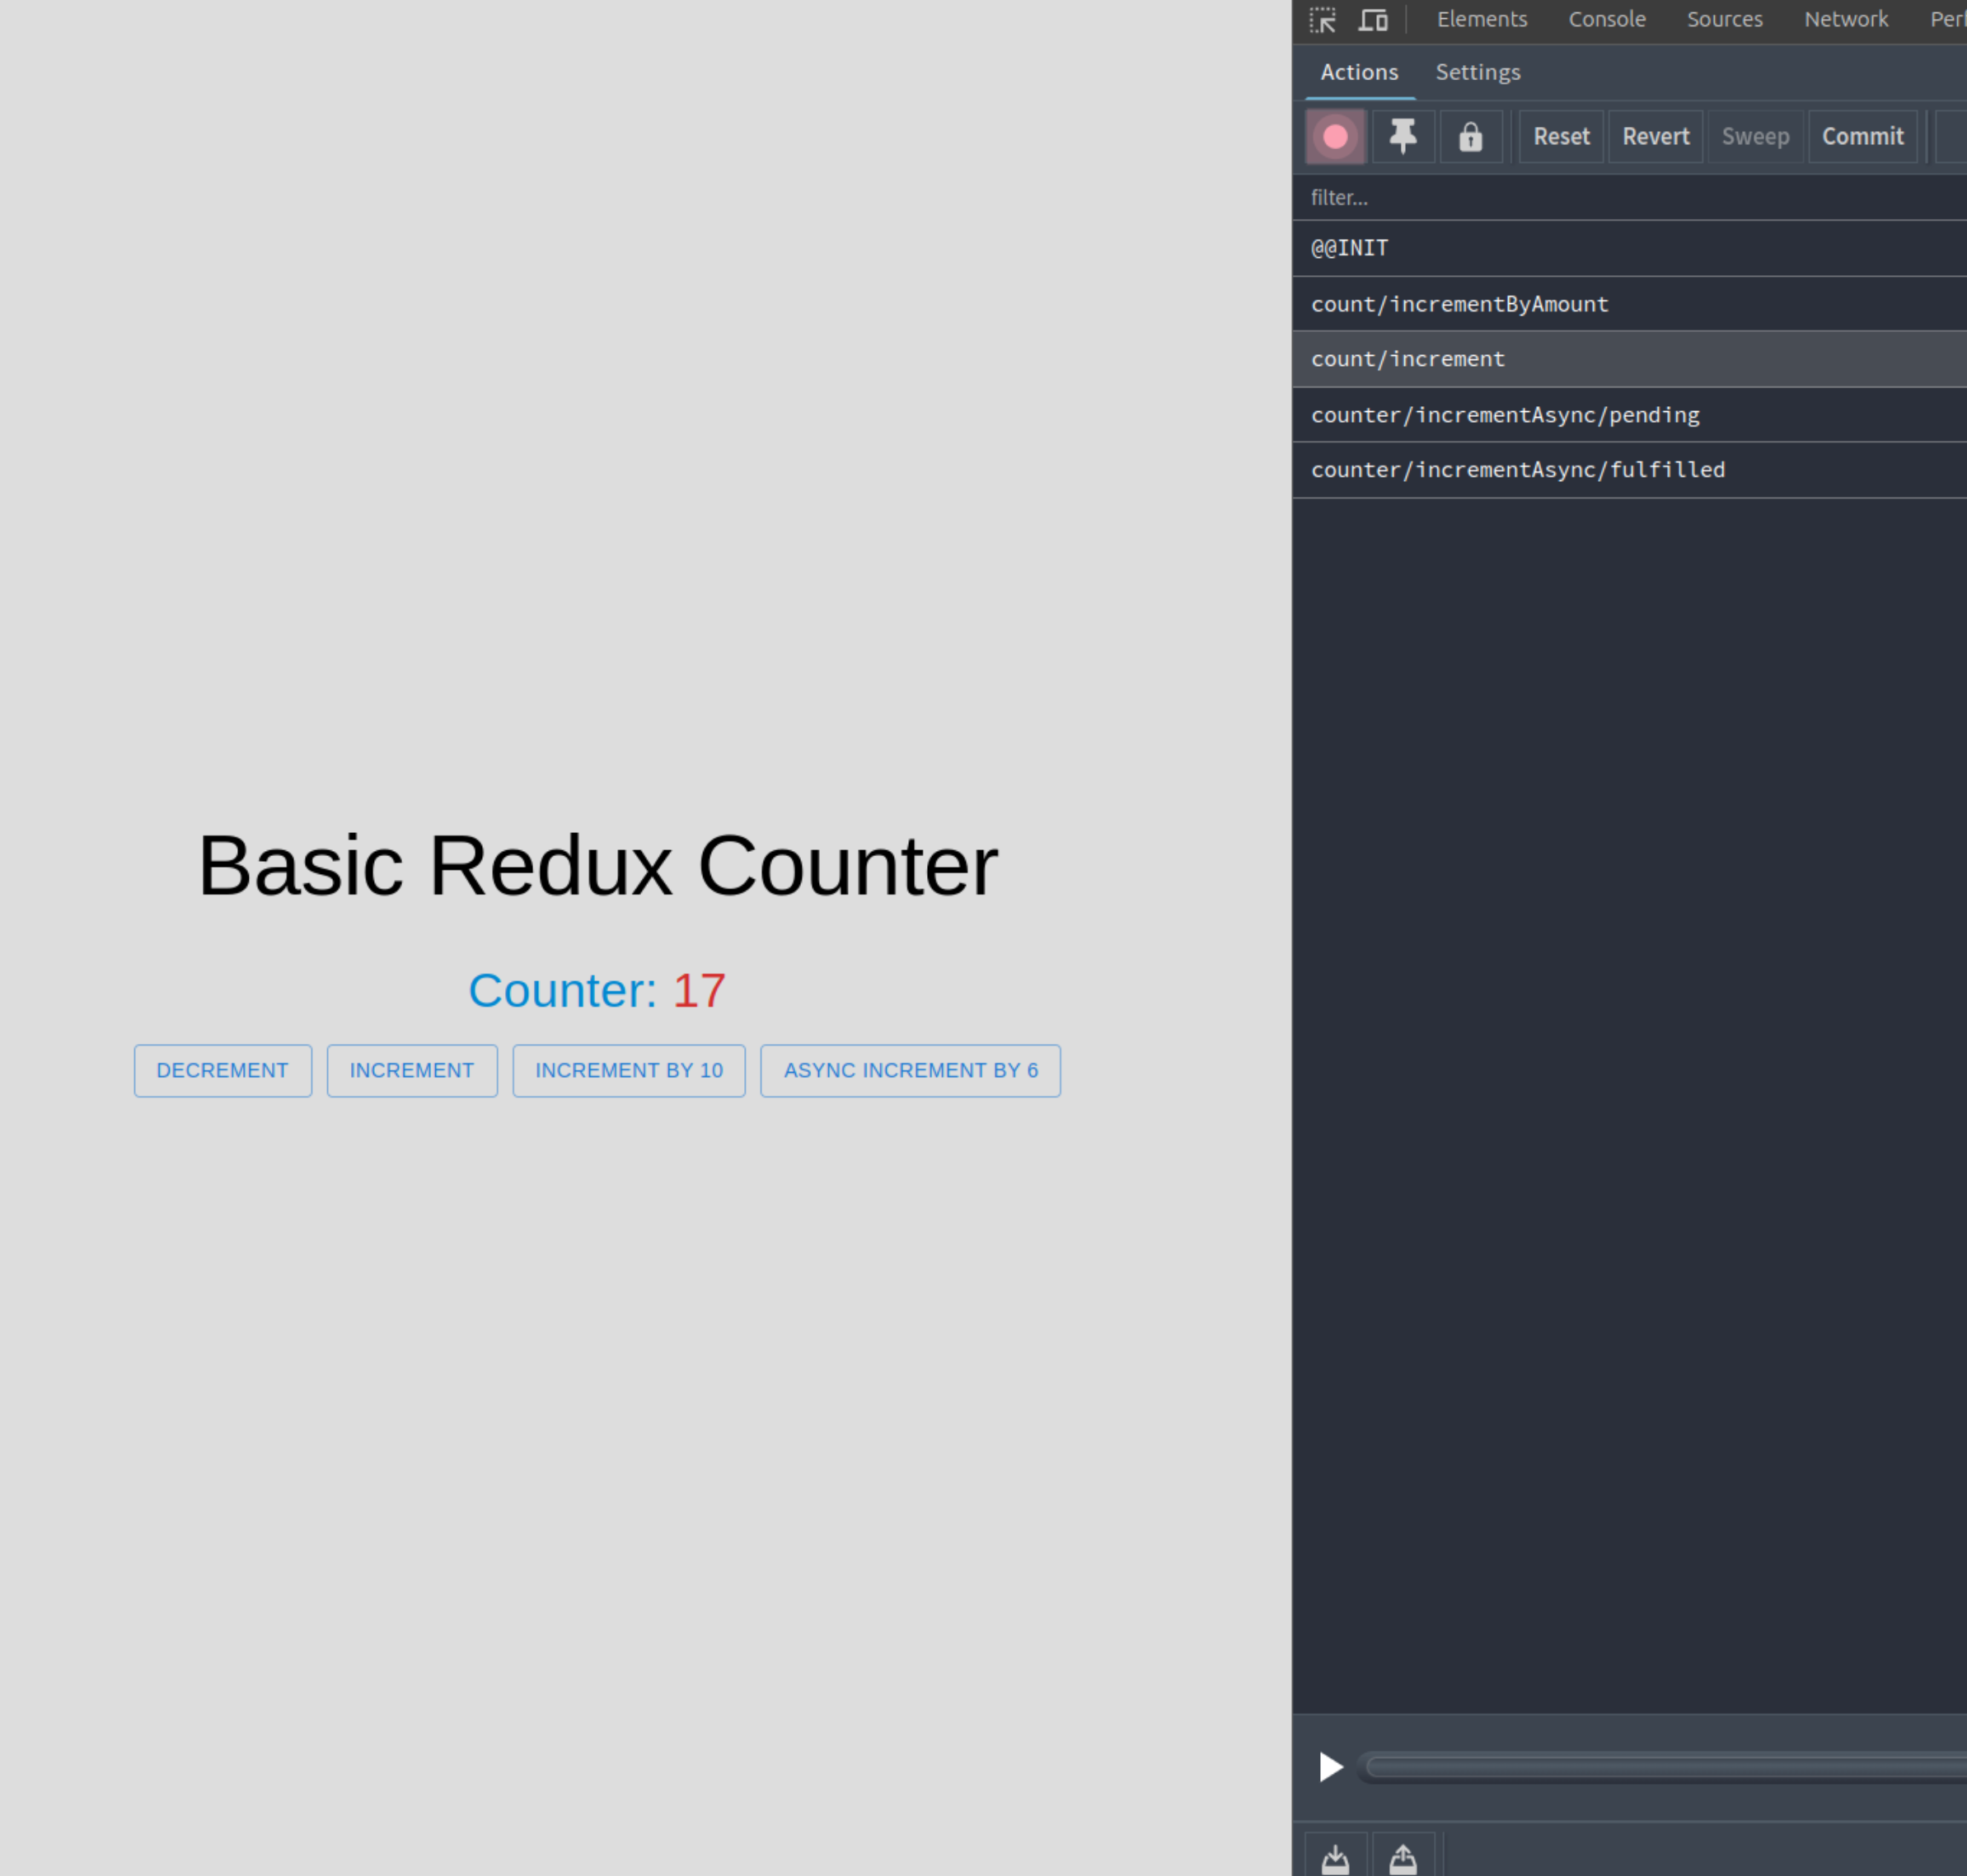 Basic Redux Counter
Counter: 17
DECREMENT INCREMENT INCREMENT BY 10 ASYNC INCREMENT BY 6
Elements Console Sources Network
Actions Settings
Reset Revert Sweep Commit
filter...
@@INIT
count/incrementByAmount
count/increment
counter/incrementAsync/pending
counter/incrementAsync/fulfilled